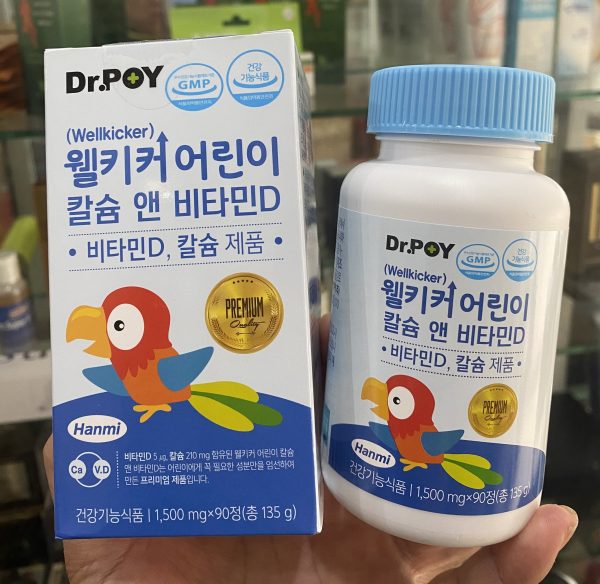 Dr.POY
GMP
건강
기능식품
(Wellkicker)
웰키커 어린이
칼슘 앤 비타민D
• 비타민D, 칼슘 제품 •
PREMIUM
Quality
Hanmi
Ca
V.D
비타민D 5 ㎍, 칼슘 210 mg 함유된 웰키커 어린이 칼슘
앤 비타민D는 어린이에게 꼭 필요한 성분만을 엄선하여
만든 프리미엄 제품입니다.
건강기능식품 | 1,500 mg×90정(총 135 g)
Dr.POY
GMP
건강
기능식품
(Wellkicker)
웰키커 어린이
칼슘 앤 비타민D
• 비타민D, 칼슘 제품 •
PREMIUM
Quality
Hanmi
건강기능식품 | 1,500 mg×90정(총 135 g)